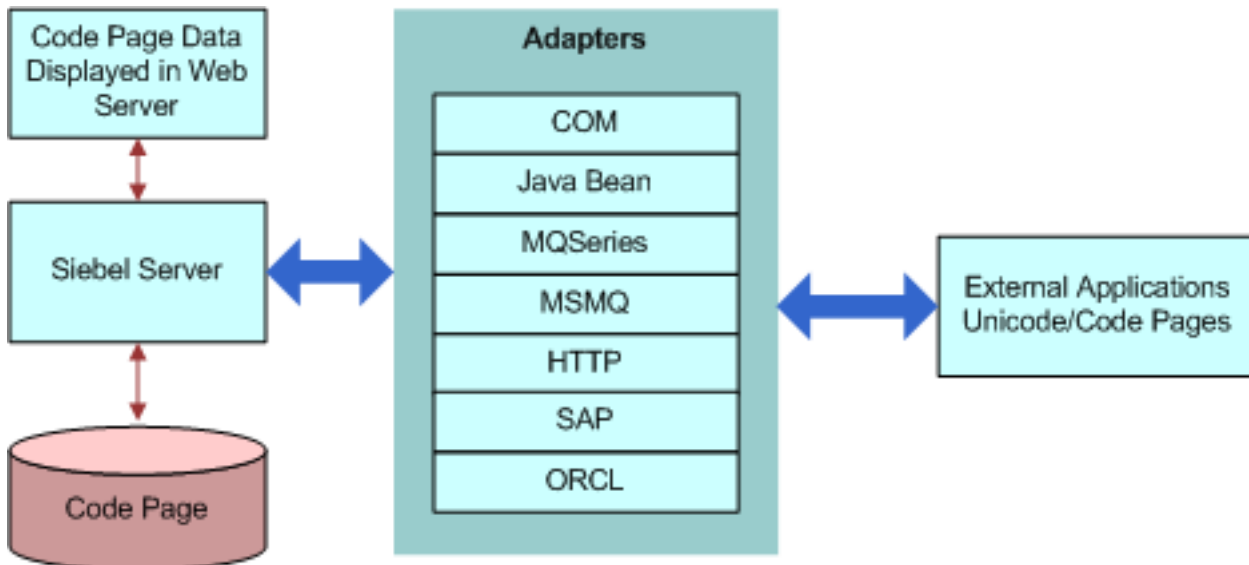 Code Page Data
Displayed in Web
Server
Siebel Server
Code Page
Adapters
COM
Java Bean
MQSeries
MSMQ
HTTP
SAP
ORCL
External Applications
Unicode/Code Pages